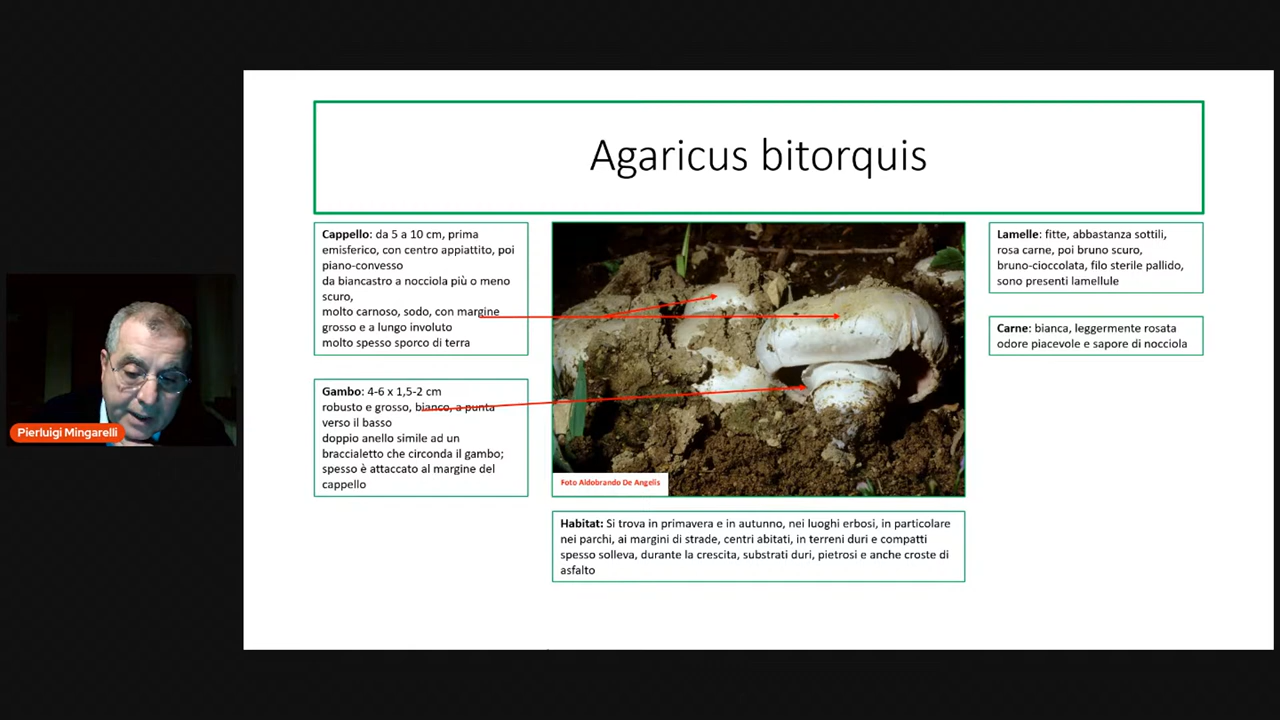 Agaricus bitorquis
Cappello: da 5 a 10 cm, prima
emisferico, con centro appiattito, poi
piano-convesso
da biancastro a nocciola più o meno
scuro,
molto carnoso, sodo, con margine
grosso e a lungo involuto
molto spesso sporco di terra
Gambo: 4-6 x 1,5-2 cm
robusto e grosso, bianco, a punta
verso il basso
doppio anello simile ad un
braccialetto che circonda il gambo;
spesso è attaccato al margine del
cappello
Foto Aldobrando De Angelis
Habitat: Si trova in primavera e in autunno, nei luoghi erbosi, in particolare
nei parchi, ai margini di strade, centri abitati, in terreni duri e compatti
spesso solleva, durante la crescita, substrati duri, pietrosi e anche croste di
asfalto
Lamelle: fitte, abbastanza sottili,
rosa carne, poi bruno scuro,
bruno-cioccolata, filo sterile pallido,
sono presenti lamellule
Carne: bianca, leggermente rosata
odore piacevole e sapore di nocciola
Pierluigi Mingarelli